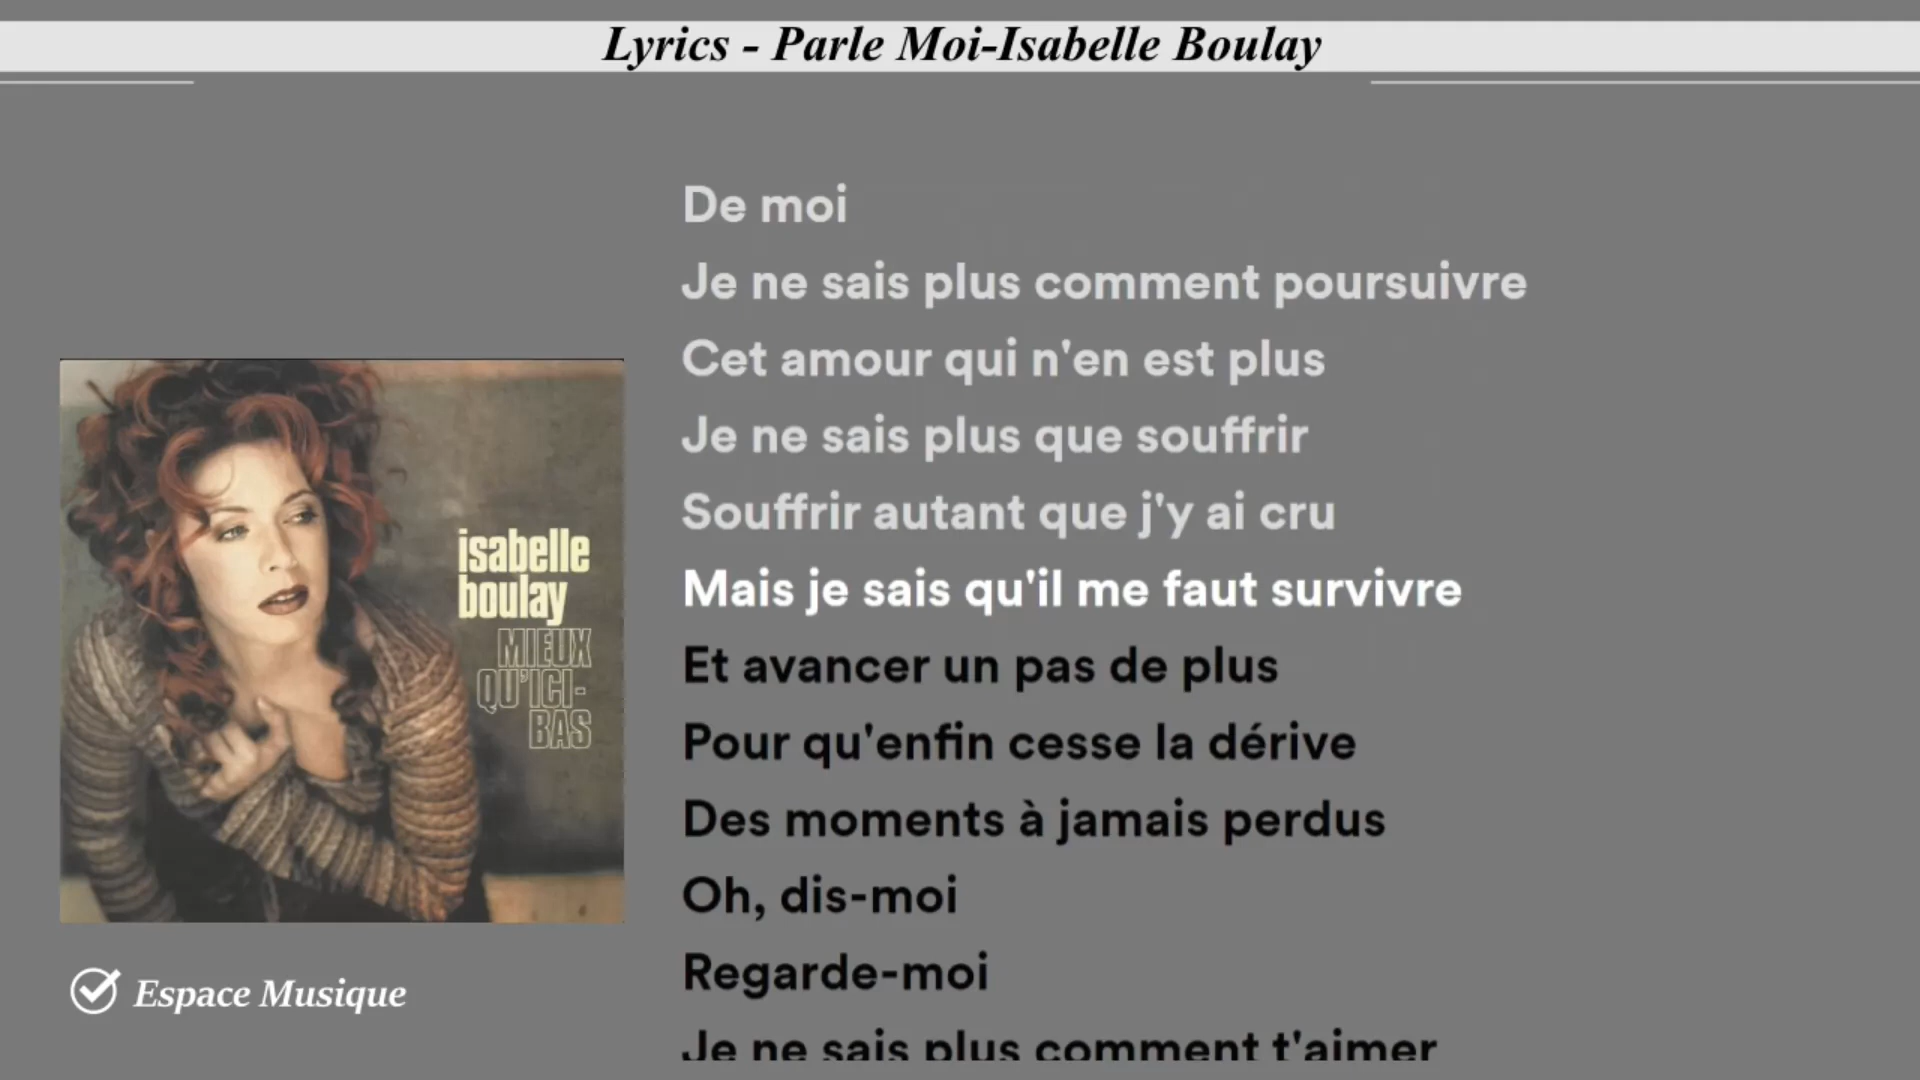 Lyrics - Parle Moi-Isabelle Boulay
De moi
Je ne sais plus comment poursuivre
Cet amour qui n'en est plus
Je ne sais plus que souffrir
Souffrir autant que j'y ai cru
Mais je sais qu'il me faut survivre
Et avancer un pas de plus
Pour qu'enfin cesse la dérive
Des moments à jamais perdus
Oh, dis-moi
Regarde-moi
Je ne sais plus comment t'aimer
isabelle
boulay
MIEUX
QU'ICI-
BAS
Espace Musique